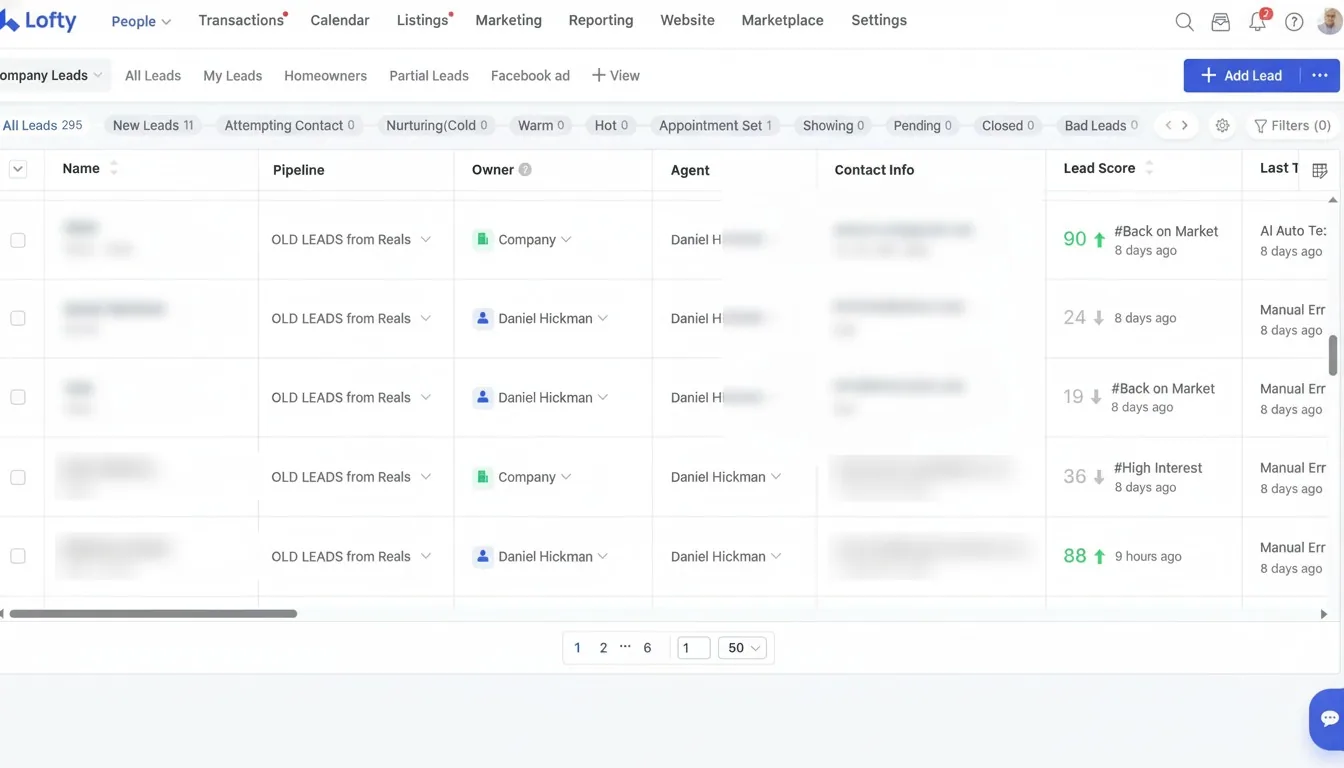 Lofty People Transactions Calendar Listings Marketing Reporting Website Marketplace Settings 2 ?
ompany Leads All Leads My Leads Homeowners Partial Leads Facebook ad + View + Add Lead ...
All Leads 295 New Leads 11 Attempting Contact 0 Nurturing(Cold 0 Warm 0 Hot 0 Appointment Set 1 Showing 0 Pending 0 Closed 0 Bad Leads 0 < > Filters (0)
Name Pipeline Owner ? Agent Contact Info Lead Score Last T
OLD LEADS from Reals Company Daniel H 90 #Back on Market Al Auto Te:
8 days ago 8 days ago
OLD LEADS from Reals Daniel Hickman Daniel H 24 8 days ago Manual Err
8 days ago
OLD LEADS from Reals Daniel Hickman Daniel H 19 #Back on Market Manual Err
8 days ago 8 days ago
OLD LEADS from Reals Company Daniel Hickman 36 #High Interest Manual Err
8 days ago 8 days ago
OLD LEADS from Reals Daniel Hickman Daniel Hickman 88 9 hours ago Manual Err
8 days ago
1 2 ... 6 1 50